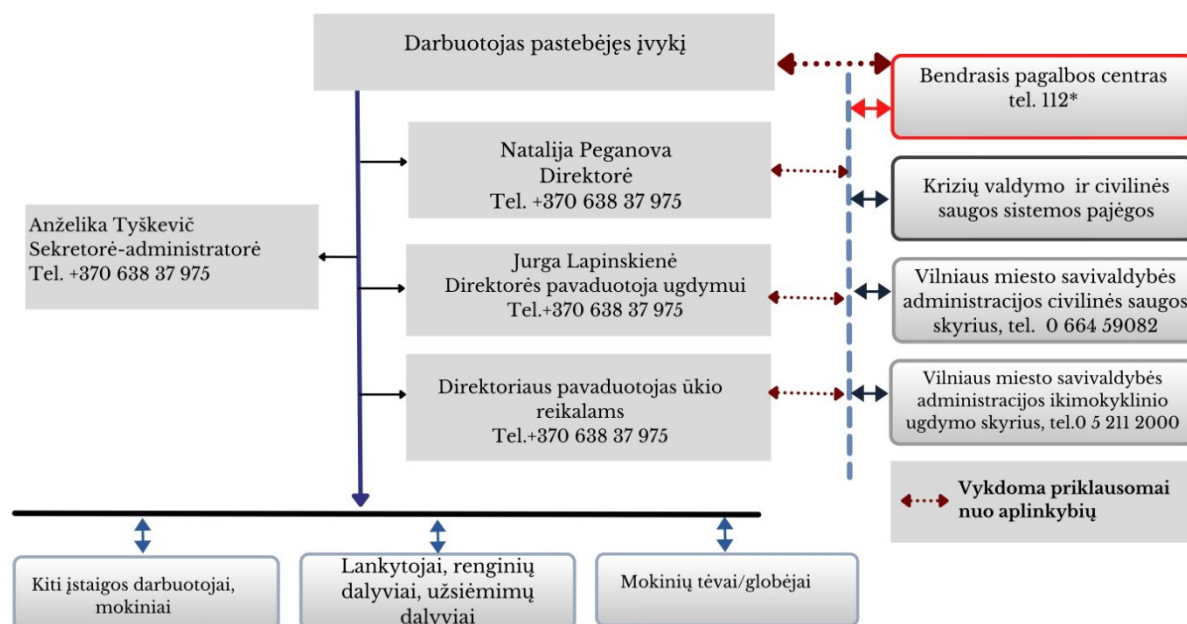 Darbuotojas pastebėjęs įvykį
Bendrasis pagalbos centras
tel. 112*
Natalija Peganova
Direktorė
Tel. +370 638 37 975
Krizių valdymo ir civilinės
saugos sistemos pajėgos
Anželika Tyškevič
Sekretorė-administratorė
Tel. +370 638 37 975
Jurga Lapinskienė
Direktorės pavaduotoja ugdymui
Tel.+370 638 37 975
Vilniaus miesto savivaldybės
administracijos civilinės saugos
skyrius, tel. 0 664 59082
Direktoriaus pavaduotojas ūkio
reikalams
Tel.+370 638 37 975
Vilniaus miesto savivaldybės
administracijos ikimokyklinio
ugdymo skyrius, tel.0 5 211 2000
Vykdoma priklausomai
nuo aplinkybių
Kiti įstaigos darbuotojai,
mokiniai
Lankytojai, renginių
dalyviai, užsiėmimų
dalyviai
Mokinių tėvai/globėjai